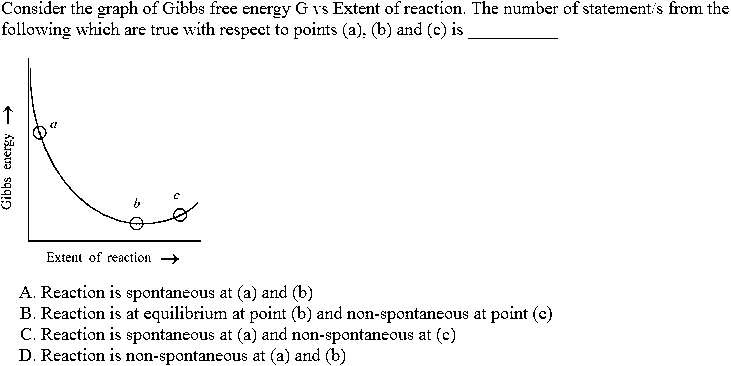 Consider the graph of Gibbs free energy G vs Extent of reaction. The number of statement/s from the
following which are true with respect to points (a), (b) and (c) is __________
a
b
c
Gibbs energy →
Extent of reaction →
A. Reaction is spontaneous at (a) and (b)
B. Reaction is at equilibrium at point (b) and non-spontaneous at point (c)
C. Reaction is spontaneous at (a) and non-spontaneous at (c)
D. Reaction is non-spontaneous at (a) and (b)